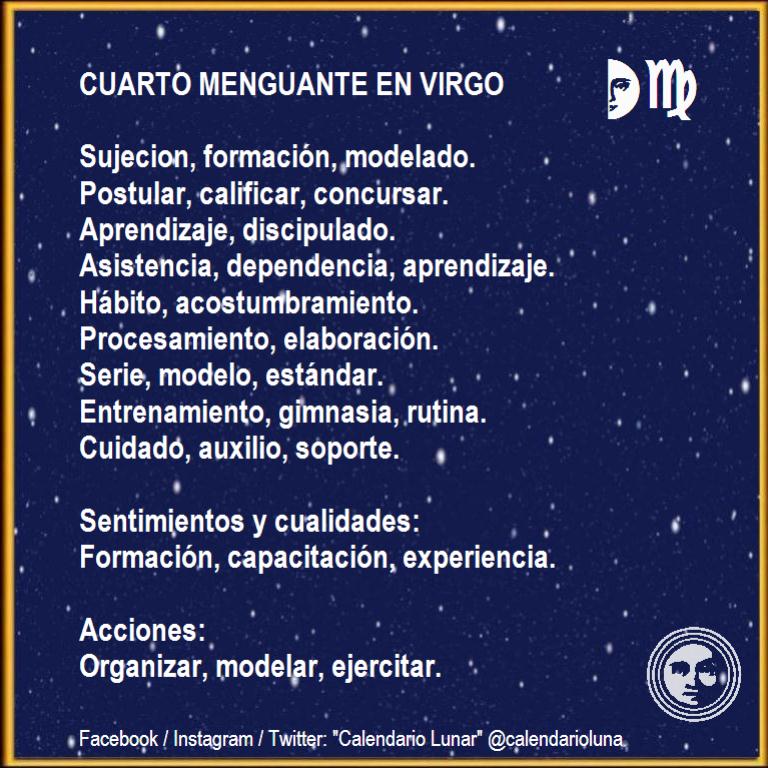 CUARTO MENGUANTE EN VIRGO
Sujecion, formación, modelado.
Postular, calificar, concursar.
Aprendizaje, discipulado.
Asistencia, dependencia, aprendizaje.
Hábito, acostumbramiento.
Procesamiento, elaboración.
Serie, modelo, estándar.
Entrenamiento, gimnasia, rutina.
Cuidado, auxilio, soporte.
Sentimientos y cualidades:
Formación, capacitación, experiencia.
Acciones:
Organizar, modelar, ejercitar.
Facebook / Instagram / Twitter: "Calendario Lunar" @calendarioluna